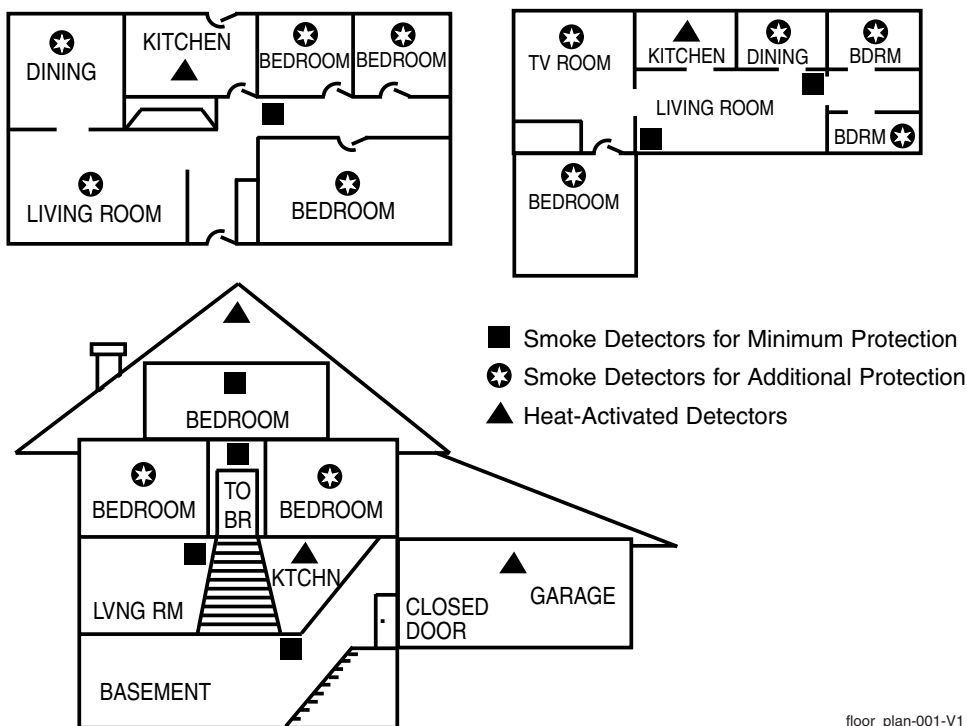 DINING
KITCHEN
BEDROOM
BEDROOM
LIVING ROOM
BEDROOM
TV ROOM
KITCHEN
DINING
BDRM
LIVING ROOM
BDRM
BEDROOM
Smoke Detectors for Minimum Protection
Smoke Detectors for Additional Protection
Heat-Activated Detectors
BEDROOM
BEDROOM
TO
BR
BEDROOM
LVNG RM
KTCHN
CLOSED
DOOR
GARAGE
BASEMENT
floor_plan-001-V1